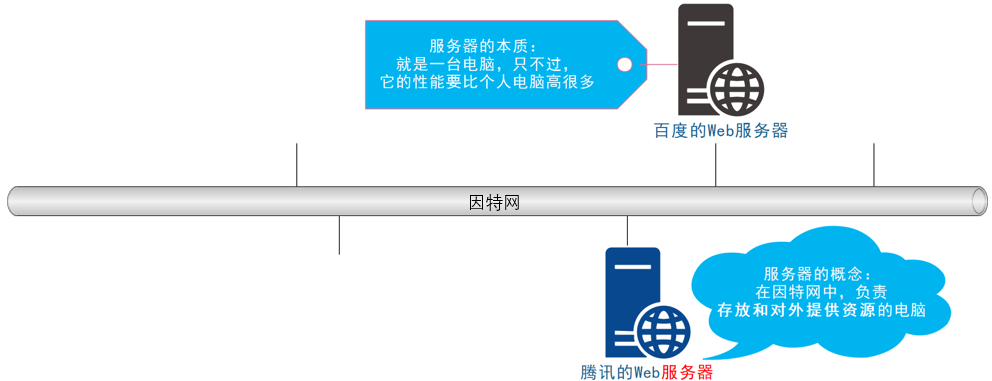 服务器的本质：
就是一台电脑，只不过，
它的性能要比个人电脑高很多
百度的Web服务器
因特网
服务器的概念：
在因特网中，负责
存放和对外提供资源的电脑
腾讯的Web服务器